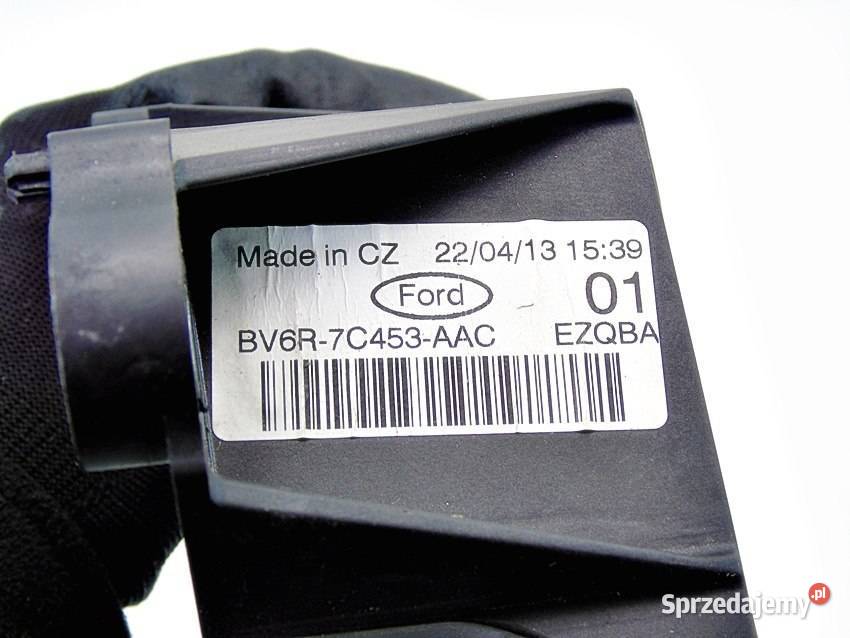 Made in CZ 22/04/13 15:39
Ford 01
BV6R-7C453-AAC EZQBA
Sprzedajemy.pl